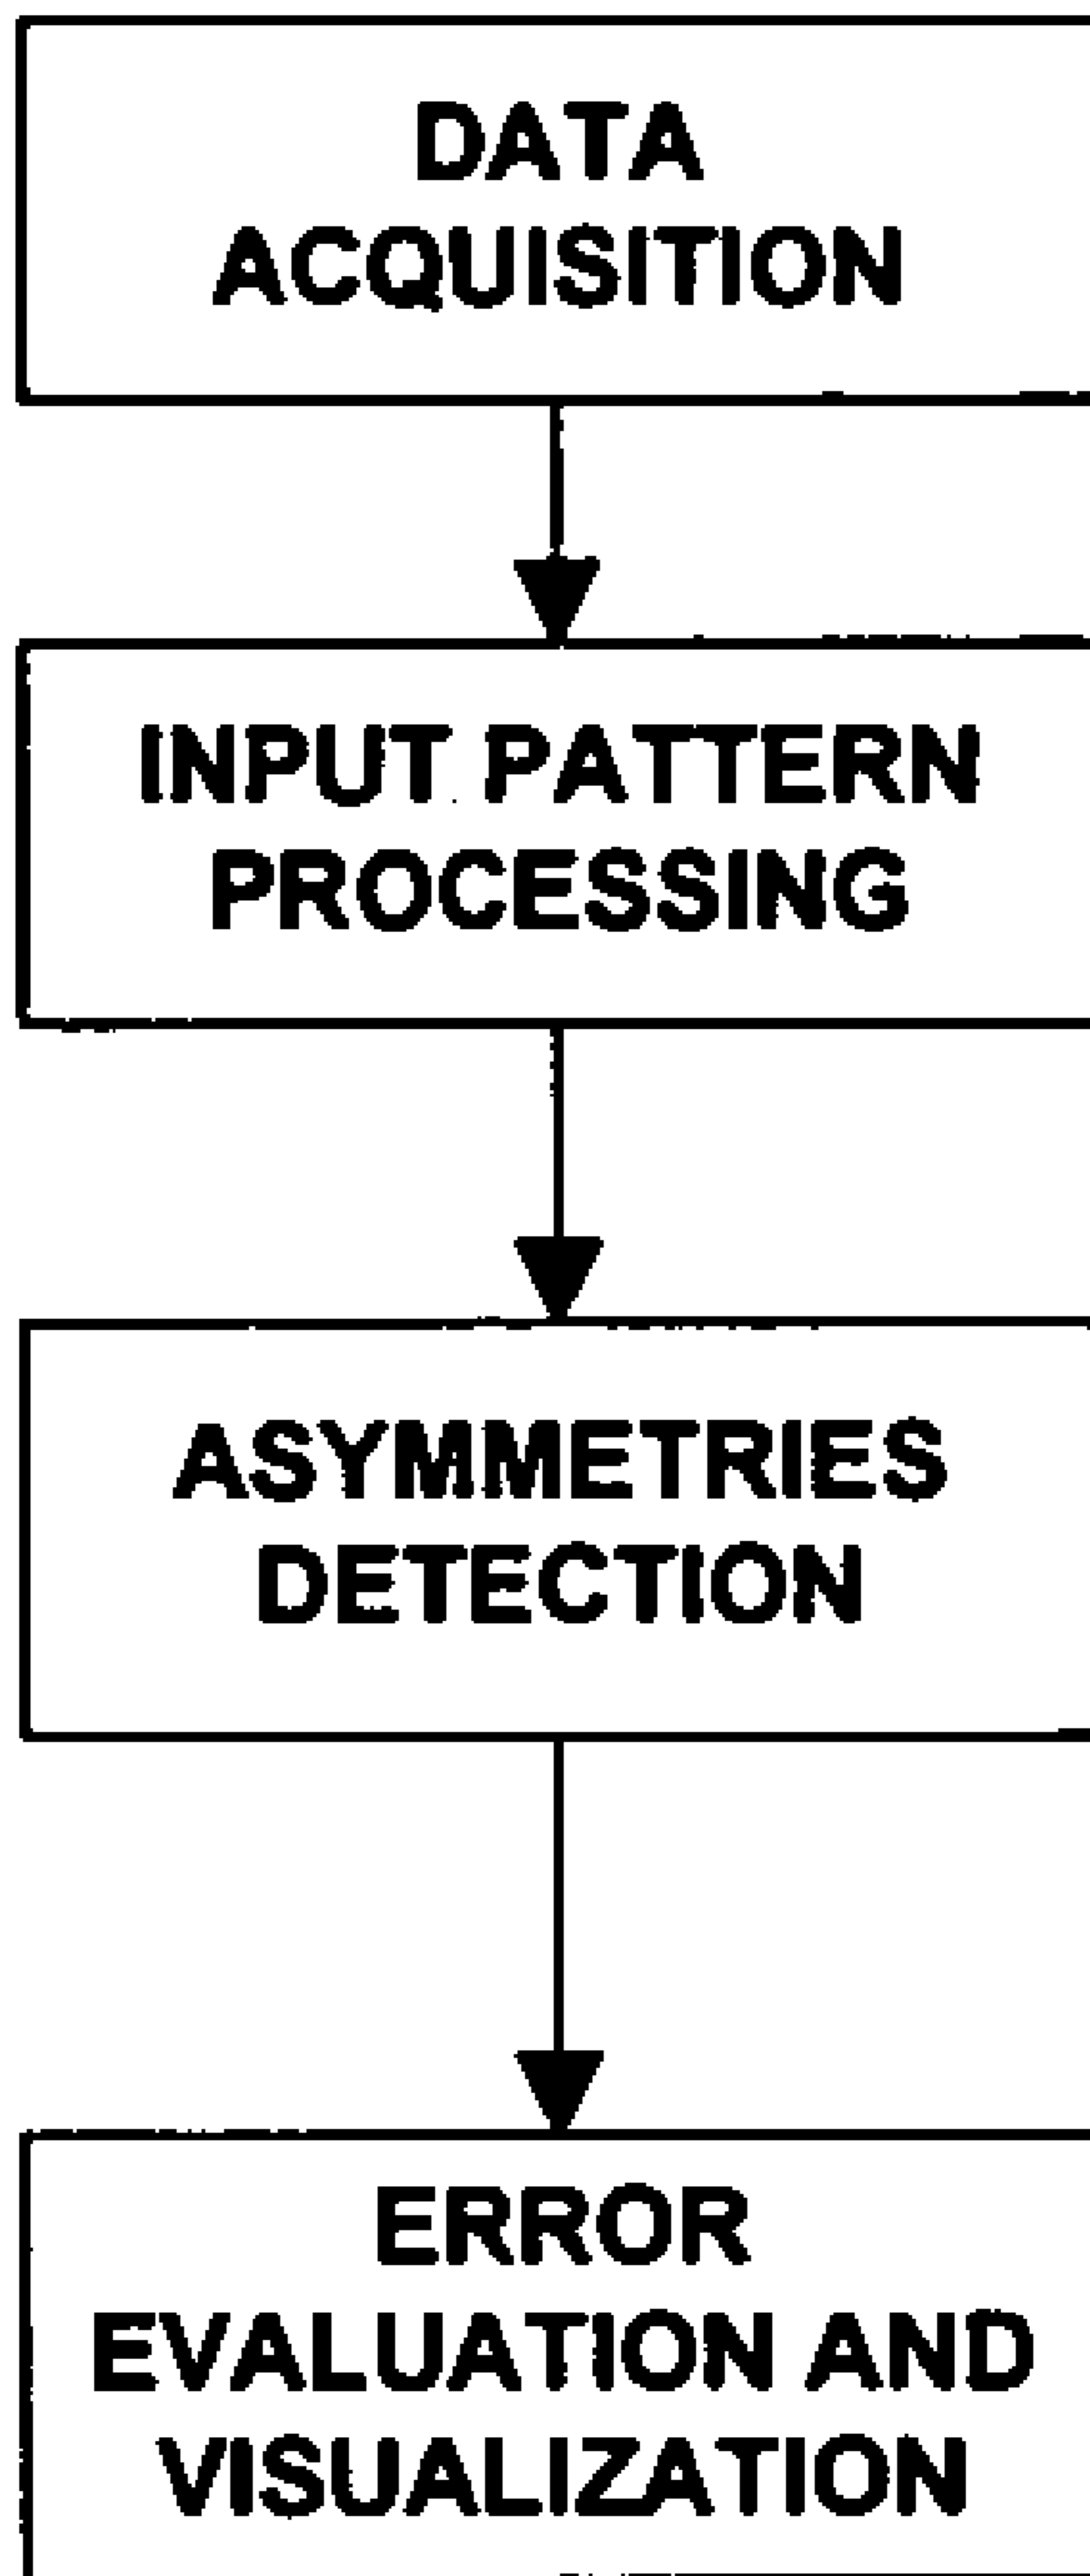 DATA
ACQUISITION
INPUT PATTERN
PROCESSING
ASYMMETRIES
DETECTION
ERROR
EVALUATION AND
VISUALIZATION